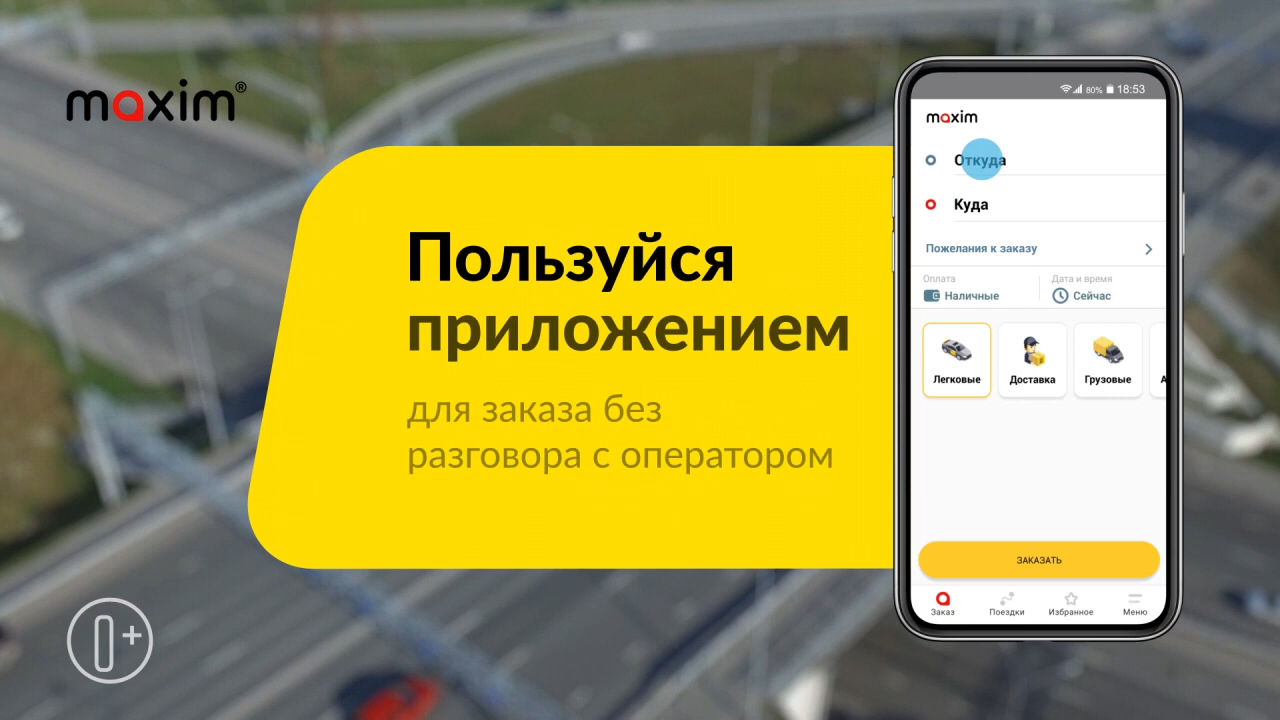 maxim®
Пользуйся
приложением
для заказа без
разговора с оператором
80% 18:53
maxim
Откуда
Куда
Пожелания к заказу
Оплата
Наличные
Дата и время
Сейчас
Легковые
Доставка
Грузовые
А
ЗАКАЗАТЬ
Заказ
Поездки
Избранное
Меню
0+